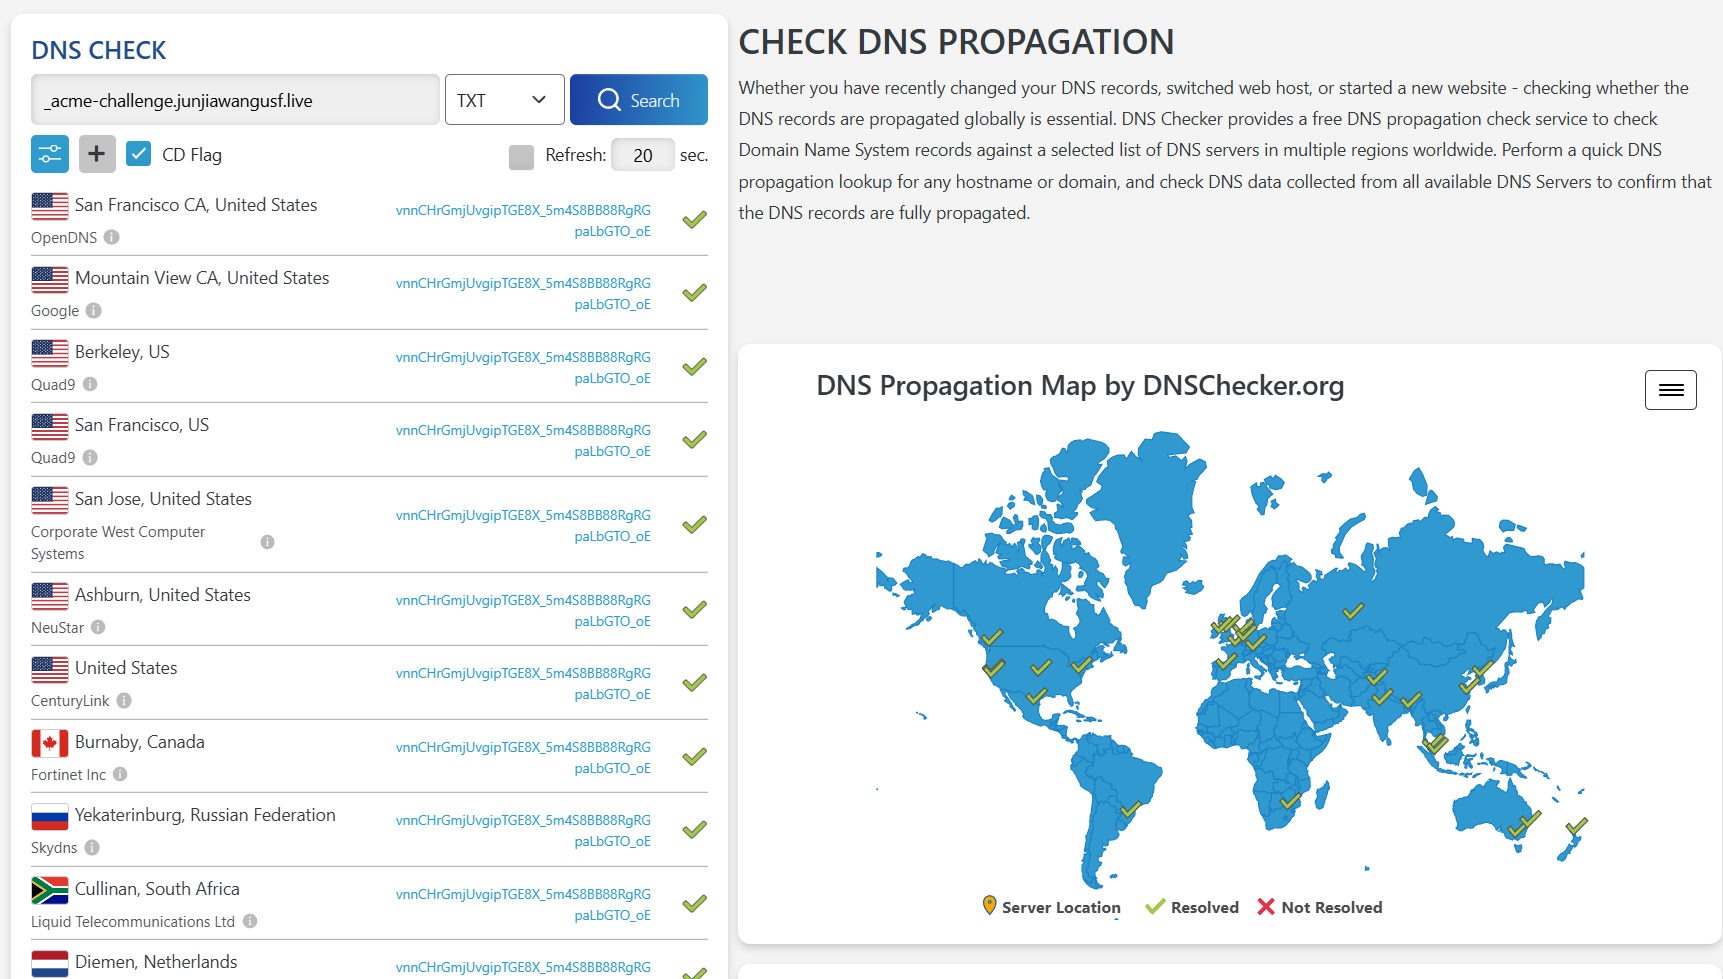 DNS CHECK
_acme-challenge.junjiawangusf.live
TXT
Search
CD Flag
Refresh:
20
sec.
San Francisco CA, United States
OpenDNS
vnnCHrGmjUvgipTGE8X_5m4S8BB88RgRG
paLbGTO_oE
Mountain View CA, United States
Google
vnnCHrGmjUvgipTGE8X_5m4S8BB88RgRG
paLbGTO_oE
Berkeley, US
Quad9
vnnCHrGmjUvgipTGE8X_5m4S8BB88RgRG
paLbGTO_oE
San Francisco, US
Quad9
vnnCHrGmjUvgipTGE8X_5m4S8BB88RgRG
paLbGTO_oE
San Jose, United States
Corporate West Computer
Systems
vnnCHrGmjUvgipTGE8X_5m4S8BB88RgRG
paLbGTO_oE
Ashburn, United States
NeuStar
vnnCHrGmjUvgipTGE8X_5m4S8BB88RgRG
paLbGTO_oE
United States
CenturyLink
vnnCHrGmjUvgipTGE8X_5m4S8BB88RgRG
paLbGTO_oE
Burnaby, Canada
Fortinet Inc
vnnCHrGmjUvgipTGE8X_5m4S8BB88RgRG
paLbGTO_oE
Yekaterinburg, Russian Federation
Skydns
vnnCHrGmjUvgipTGE8X_5m4S8BB88RgRG
paLbGTO_oE
Cullinan, South Africa
Liquid Telecommunications Ltd
vnnCHrGmjUvgipTGE8X_5m4S8BB88RgRG
paLbGTO_oE
Diemen, Netherlands
vnnCHrGmjUvgipTGE8X_5m4S8BB88RgRG
CHECK DNS PROPAGATION
Whether you have recently changed your DNS records, switched web host, or started a new website - checking whether the
DNS records are propagated globally is essential. DNS Checker provides a free DNS propagation check service to check
Domain Name System records against a selected list of DNS servers in multiple regions worldwide. Perform a quick DNS
propagation lookup for any hostname or domain, and check DNS data collected from all available DNS Servers to confirm that
the DNS records are fully propagated.
DNS Propagation Map by DNSChecker.org
Server Location
Resolved
Not Resolved